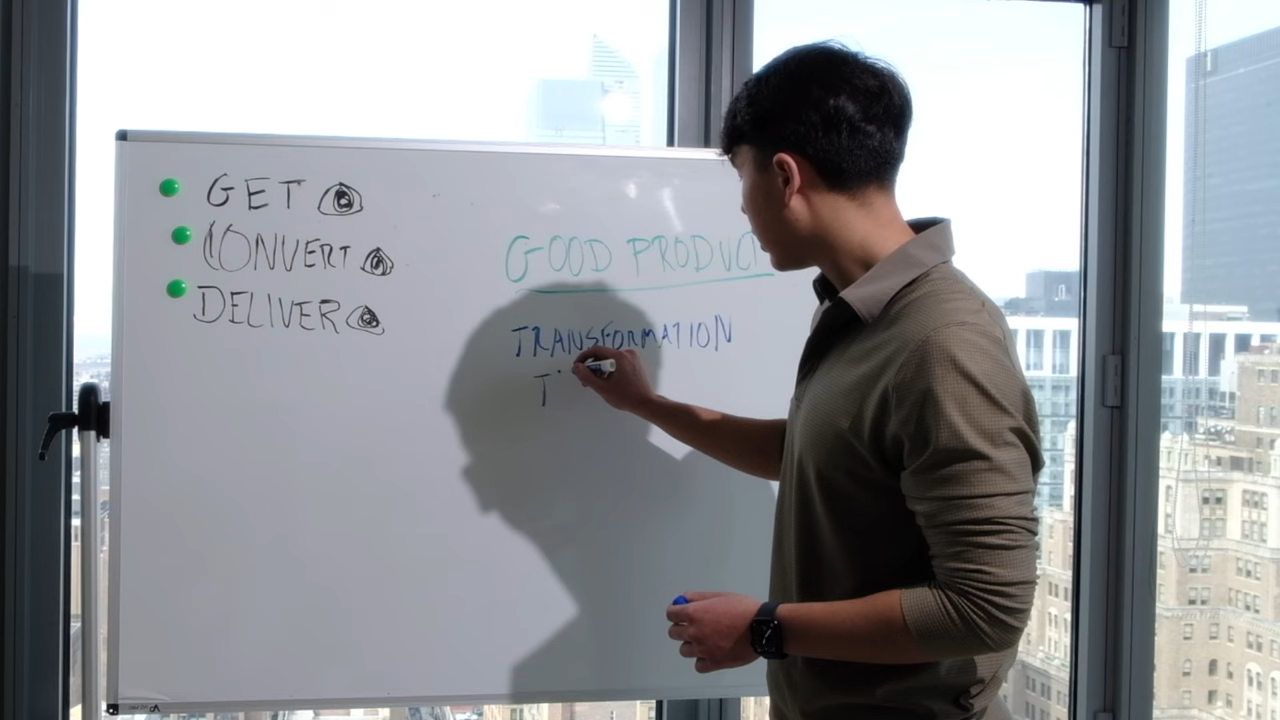 GET
CONVERT
DELIVER
GOOD PRODUCT
TRANSFORMATION
T